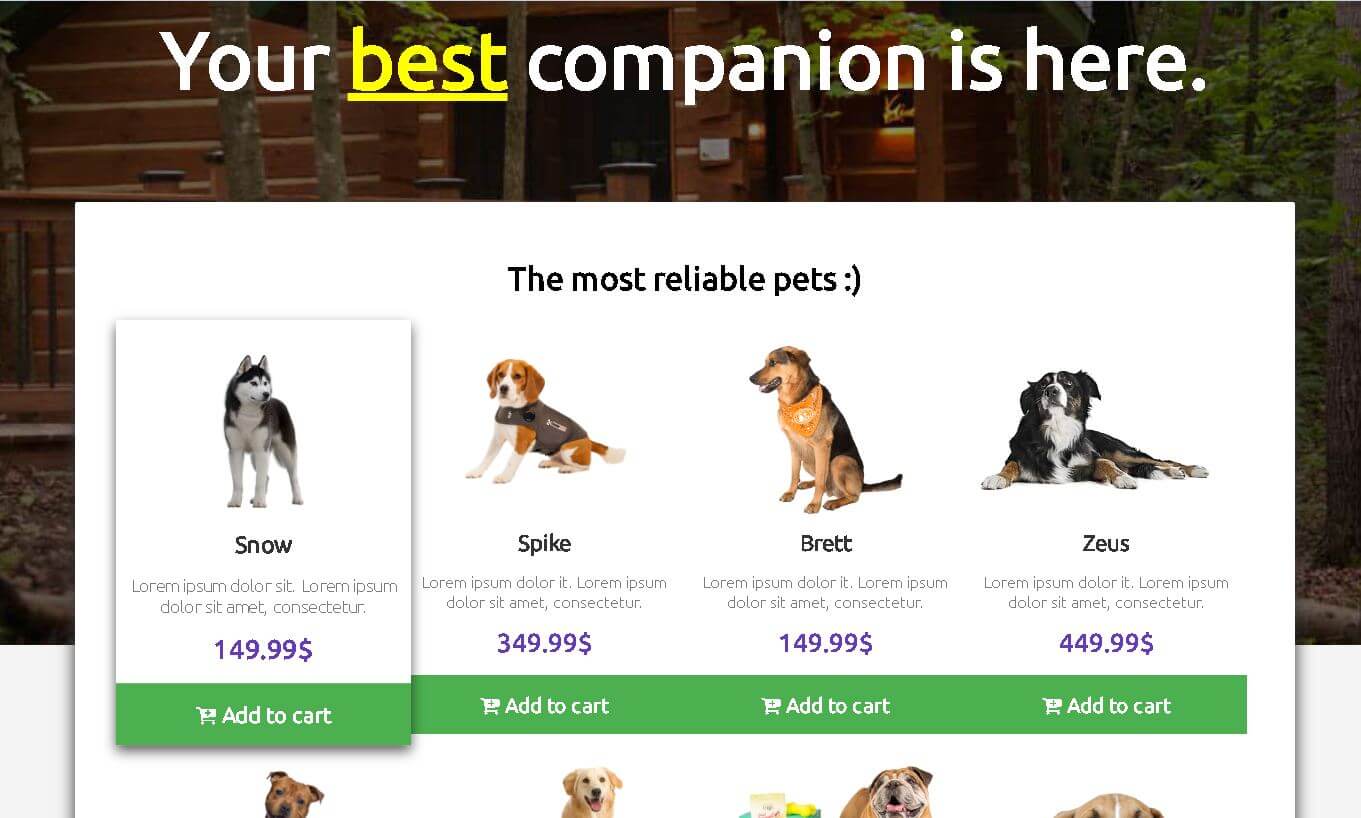 Your best companion is here.
The most reliable pets :)
Snow
Lorem ipsum dolor sit. Lorem ipsum
dolor sit amet, consectetur.
149.99$
Add to cart
Spike
Lorem ipsum dolor it. Lorem ipsum
dolor sit amet, consectetur.
349.99$
Add to cart
Brett
Lorem ipsum dolor it. Lorem ipsum
dolor sit amet, consectetur.
149.99$
Add to cart
Zeus
Lorem ipsum dolor it. Lorem ipsum
dolor sit amet, consectetur.
449.99$
Add to cart